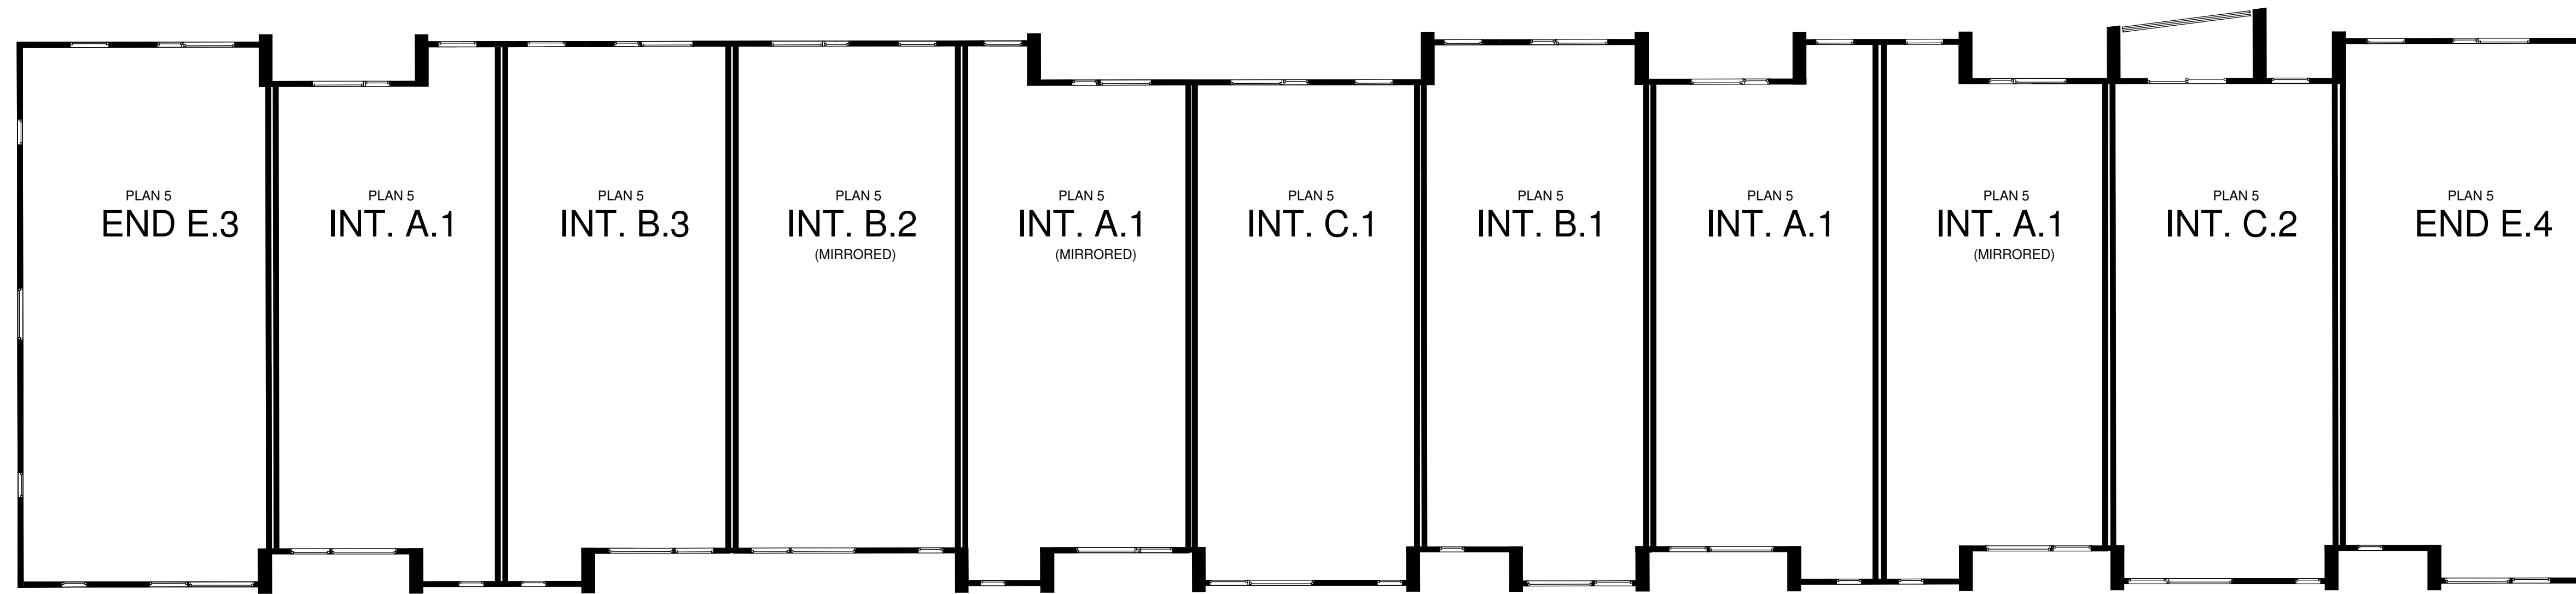 PLAN 5
END E.3
PLAN 5
INT. A.1
PLAN 5
INT. B.3
PLAN 5
INT. B.2
(MIRRORED)
PLAN 5
INT. A.1
(MIRRORED)
PLAN 5
INT. C.1
PLAN 5
INT. B.1
PLAN 5
INT. A.1
PLAN 5
INT. A.1
(MIRRORED)
PLAN 5
INT. C.2
PLAN 5
END E.4